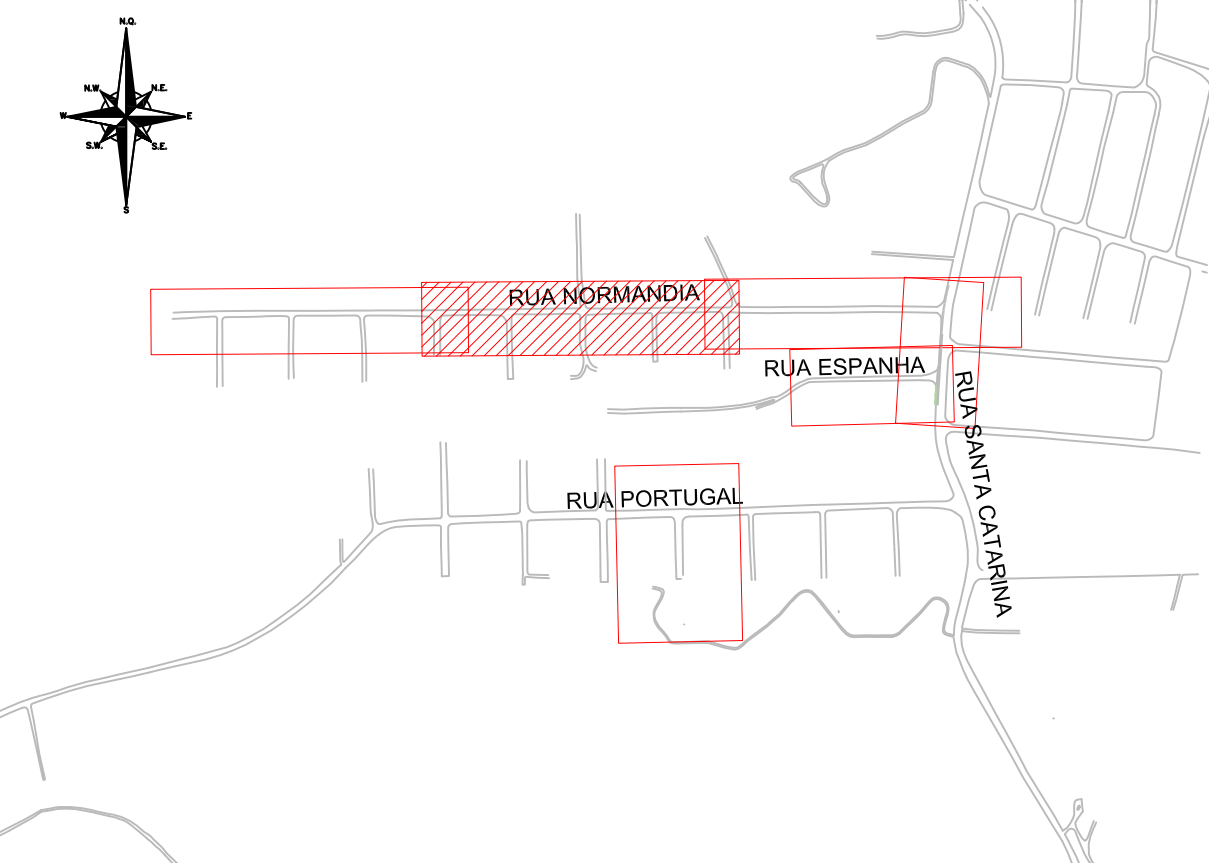 N.Q.
N.W.
N.E.
W
E
S.W.
S.E.
S
RUA NORMANDIA
RUA ESPANHA
RUA SANTA CATARINA
RUA PORTUGAL